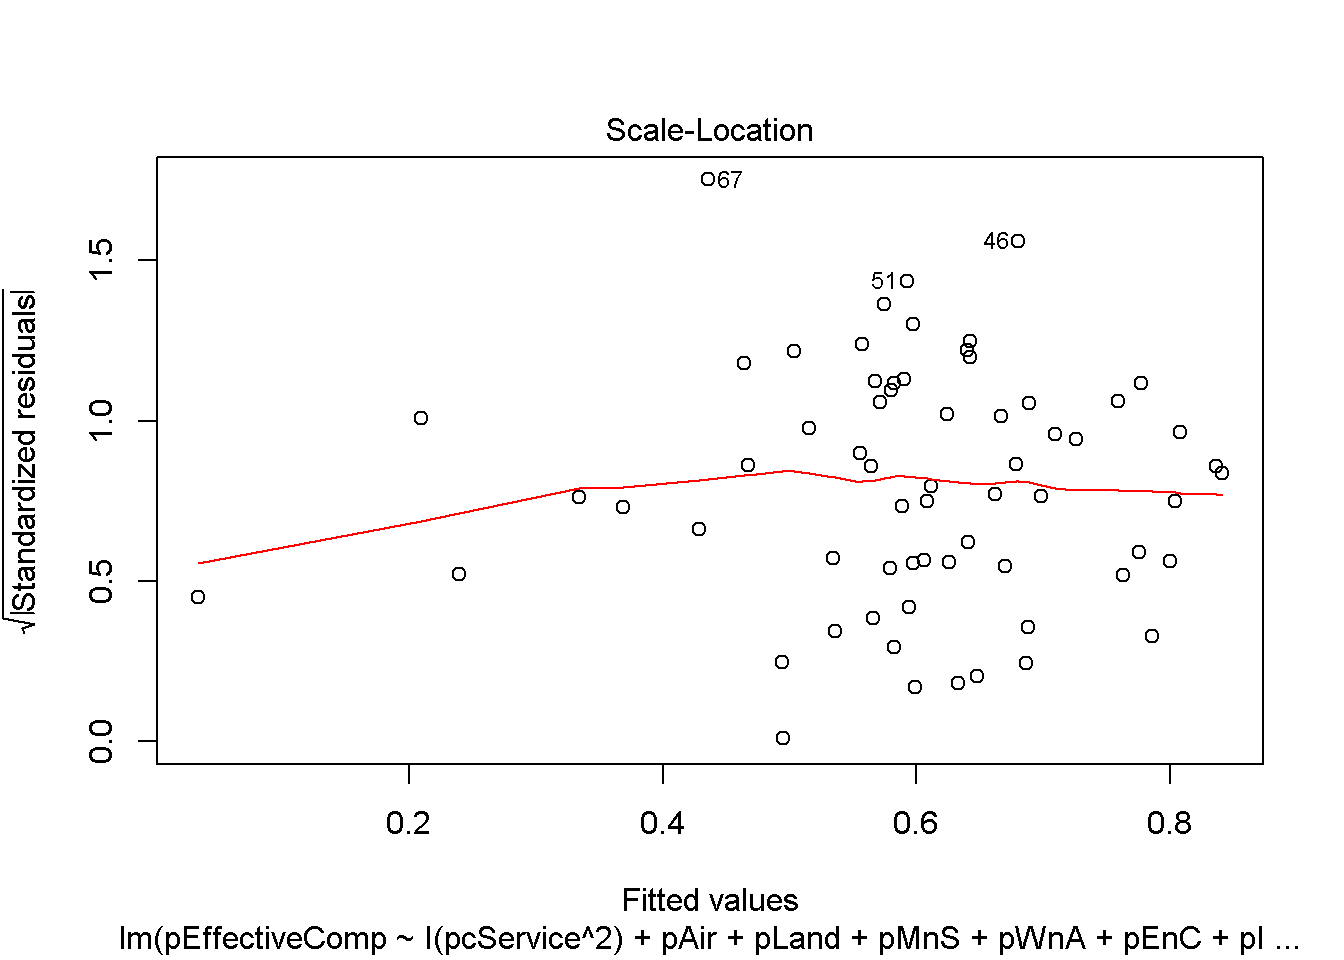 Scale-Location
67
46
51
√|Standardized residuals|
1.5
1.0
0.5
0.0
0.2 0.4 0.6 0.8
Fitted values
lm(pEffectiveComp ~ I(pcService^2) + pAir + pLand + pMnS + pWnA + pEnC + pI ...